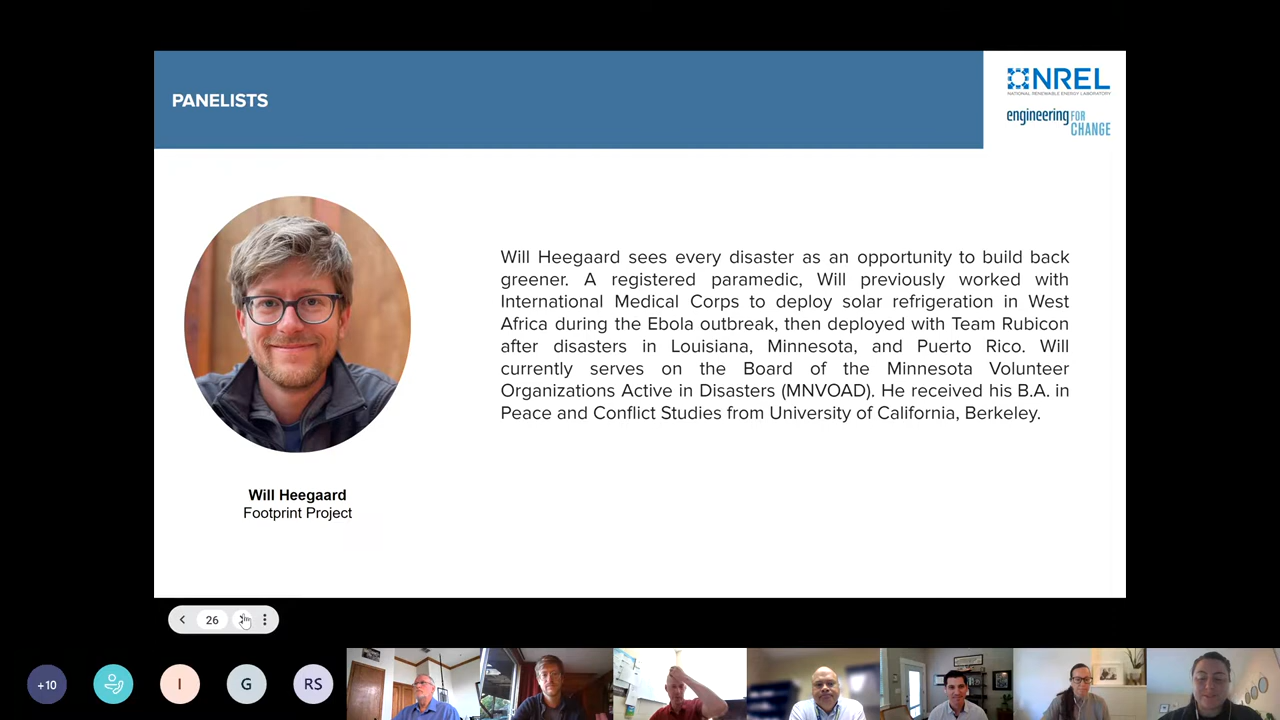 PANELISTS
NREL
NATIONAL RENEWABLE ENERGY LABORATORY
engineering FOR
CHANGE
Will Heegaard sees every disaster as an opportunity to build back
greener. A registered paramedic, Will previously worked with
International Medical Corps to deploy solar refrigeration in West
Africa during the Ebola outbreak, then deployed with Team Rubicon
after disasters in Louisiana, Minnesota, and Puerto Rico. Will
currently serves on the Board of the Minnesota Volunteer
Organizations Active in Disasters (MNVOAD). He received his B.A. in
Peace and Conflict Studies from University of California, Berkeley.
Will Heegaard
Footprint Project
26
+10
I
G
RS